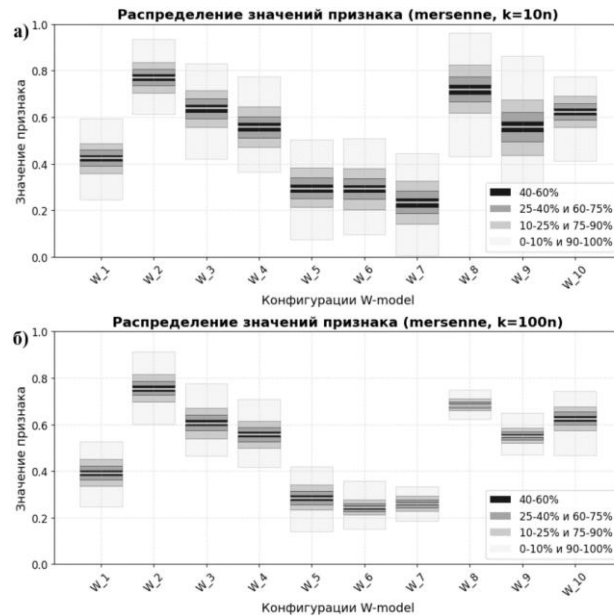 а)
Распределение значений признака (mersenne, k=10n)
Значение признака
1.0
0.8
0.6
0.4
0.2
0.0
40-60%
25-40% и 60-75%
10-25% и 75-90%
0-10% и 90-100%
W_1
W_2
W_3
W_4
W_5
W_6
W_7
W_8
W_9
W_10
Конфигурации W-model
б)
Распределение значений признака (mersenne, k=100n)
Значение признака
1.0
0.8
0.6
0.4
0.2
0.0
40-60%
25-40% и 60-75%
10-25% и 75-90%
0-10% и 90-100%
W_1
W_2
W_3
W_4
W_5
W_6
W_7
W_8
W_9
W_10
Конфигурации W-model